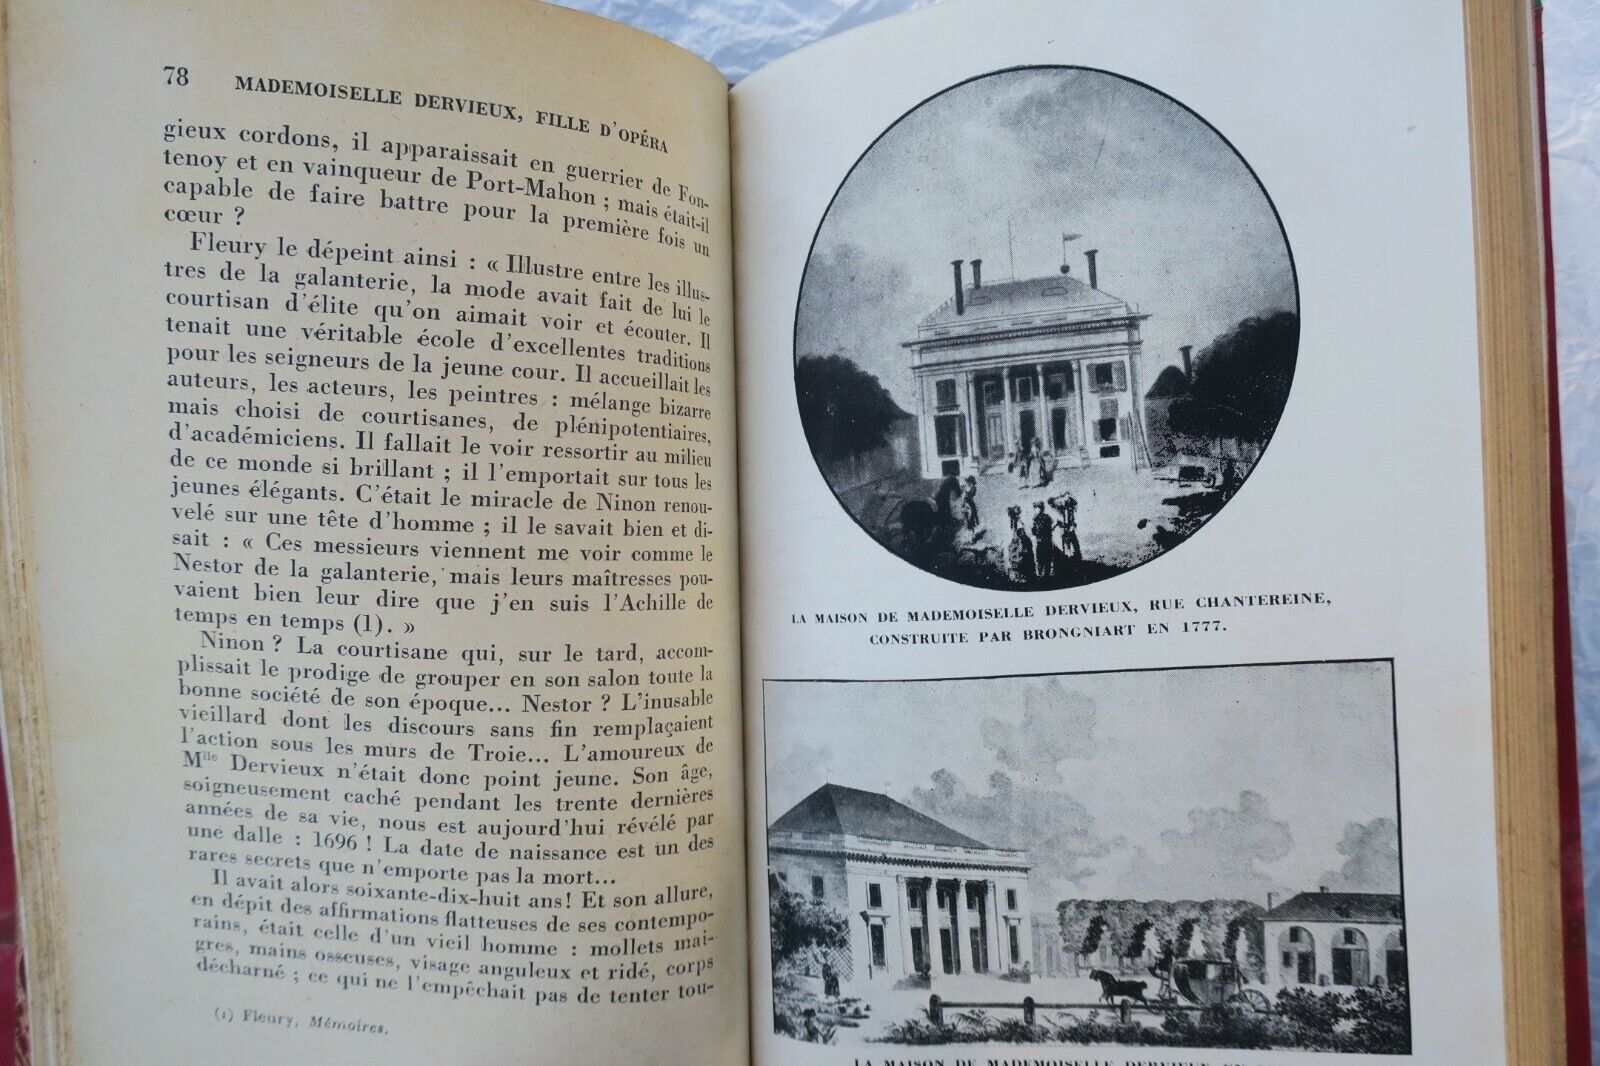 78 MADEMOISELLE DERVIEUX, FILLE D'OPÉRA
gieux cordons, il apparaissait en guerrier de Fon-
tenoy et en vainqueur de Port-Mahon ; mais était-il
capable de faire battre pour la première fois un
cœur ?
Fleury le dépeint ainsi : « Illustre entre les illus-
tres de la galanterie, la mode avait fait de lui le
courtisan d'élite qu'on aimait voir et écouter. Il
tenait une véritable école d'excellentes traditions
pour les seigneurs de la jeune cour. Il accueillait les
auteurs, les acteurs, les peintres : mélange bizarre
mais choisi de courtisanes, de plénipotentiaires,
d'académiciens. Il fallait le voir ressortir au milieu
de ce monde si brillant ; il l'emportait sur tous les
jeunes élégants. C'était le miracle de Ninon renou-
velé sur une tête d'homme ; il le savait bien et di-
sait : « Ces messieurs viennent me voir comme le
Nestor de la galanterie, mais leurs maîtresses pou-
vaient bien leur dire que j'en suis l'Achille de
temps en temps (1). »
Ninon ? La courtisane qui, sur le tard, accom-
plissait le prodige de grouper en son salon toute la
bonne société de son époque... Nestor ? L'inusable
vieillard dont les discours sans fin remplaçaient
l'action sous les murs de Troie... L'amoureux de
Mlle Dervieux n'était donc point jeune. Son âge,
soigneusement caché pendant les trente dernières
années de sa vie, nous est aujourd'hui révélé par
une dalle : 1696 ! La date de naissance est un des
rares secrets que n'emporte pas la mort...
Il avait alors soixante-dix-huit ans! Et son allure,
en dépit des affirmations flatteuses de ses contempo-
rains, était celle d'un vieil homme : mollets mai-
gres, mains osseuses, visage anguleux et ridé, corps
décharné ; ce qui ne l'empêchait pas de tenter tou-
(1) Fleury, Mémoires.
LA MAISON DE MADEMOISELLE DERVIEUX, RUE CHANTEREINE,
CONSTRUITE PAR BRONGNIART EN 1777.
LA MAISON DE MADEMOISELLE DERVIEUX